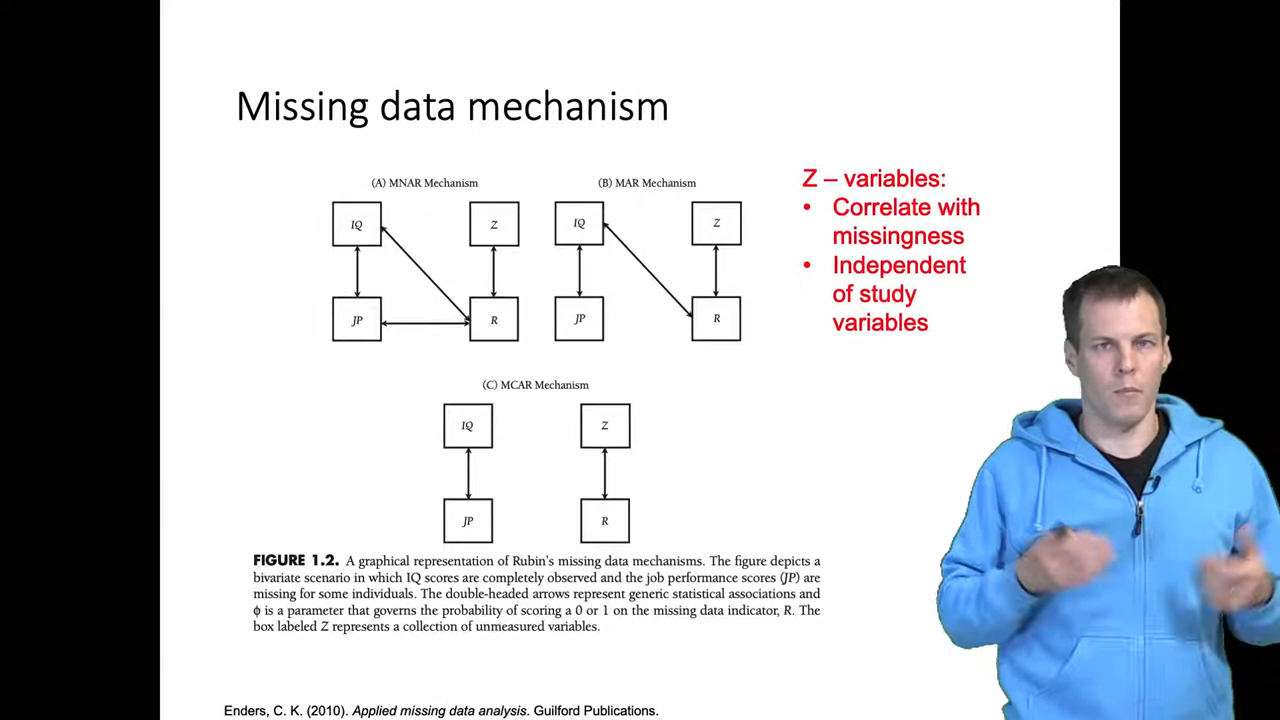 Missing data mechanism
(A) MNAR Mechanism
IQ
Z
JP
R
(B) MAR Mechanism
IQ
Z
JP
R
(C) MCAR Mechanism
IQ
Z
JP
R
Z – variables:
• Correlate with
missingness
• Independent
of study
variables
FIGURE 1.2. A graphical representation of Rubin's missing data mechanisms. The figure depicts a
bivariate scenario in which IQ scores are completely observed and the job performance scores (JP) are
missing for some individuals. The double-headed arrows represent generic statistical associations and
ϕ is a parameter that governs the probability of scoring a 0 or 1 on the missing data indicator, R. The
box labeled Z represents a collection of unmeasured variables.
Enders, C. K. (2010). Applied missing data analysis. Guilford Publications.